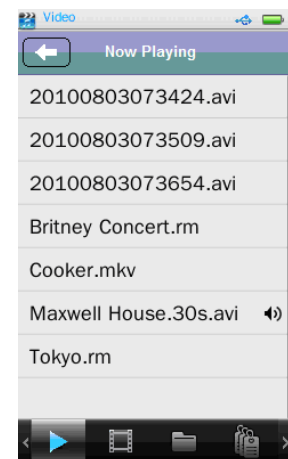 Video
Now Playing
20100803073424.avi
20100803073509.avi
20100803073654.avi
Britney Concert.rm
Cooker.mkv
Maxwell House.30s.avi
Tokyo.rm